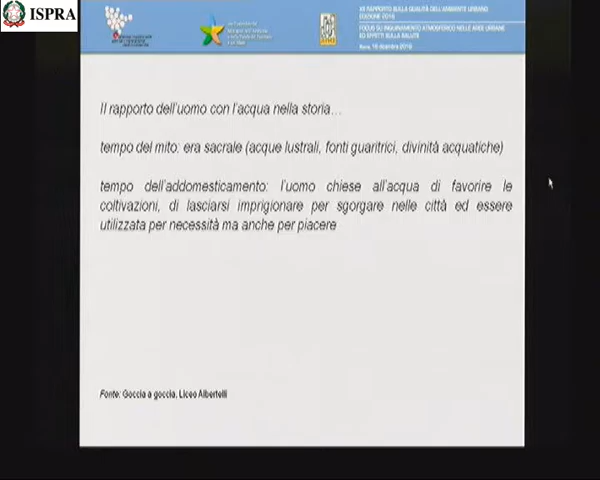 ISPRA
XII RAPPORTO SULLA QUALITÀ DELL'AMBIENTE URBANO
EDIZIONE 2016
FOCUS SU INQUINAMENTO ATMOSFERICO NELLE AREE URBANE
ED EFFETTI SULLA SALUTE
Roma, 16 dicembre 2016
Il rapporto dell'uomo con l'acqua nella storia…
tempo del mito: era sacrale (acque lustrali, fonti guaritrici, divinità acquatiche)
tempo dell'addomesticamento: l'uomo chiese all'acqua di favorire le
coltivazioni, di lasciarsi imprigionare per sgorgare nelle città ed essere
utilizzata per necessità ma anche per piacere
Fonte: Goccia a goccia, Liceo Albertelli